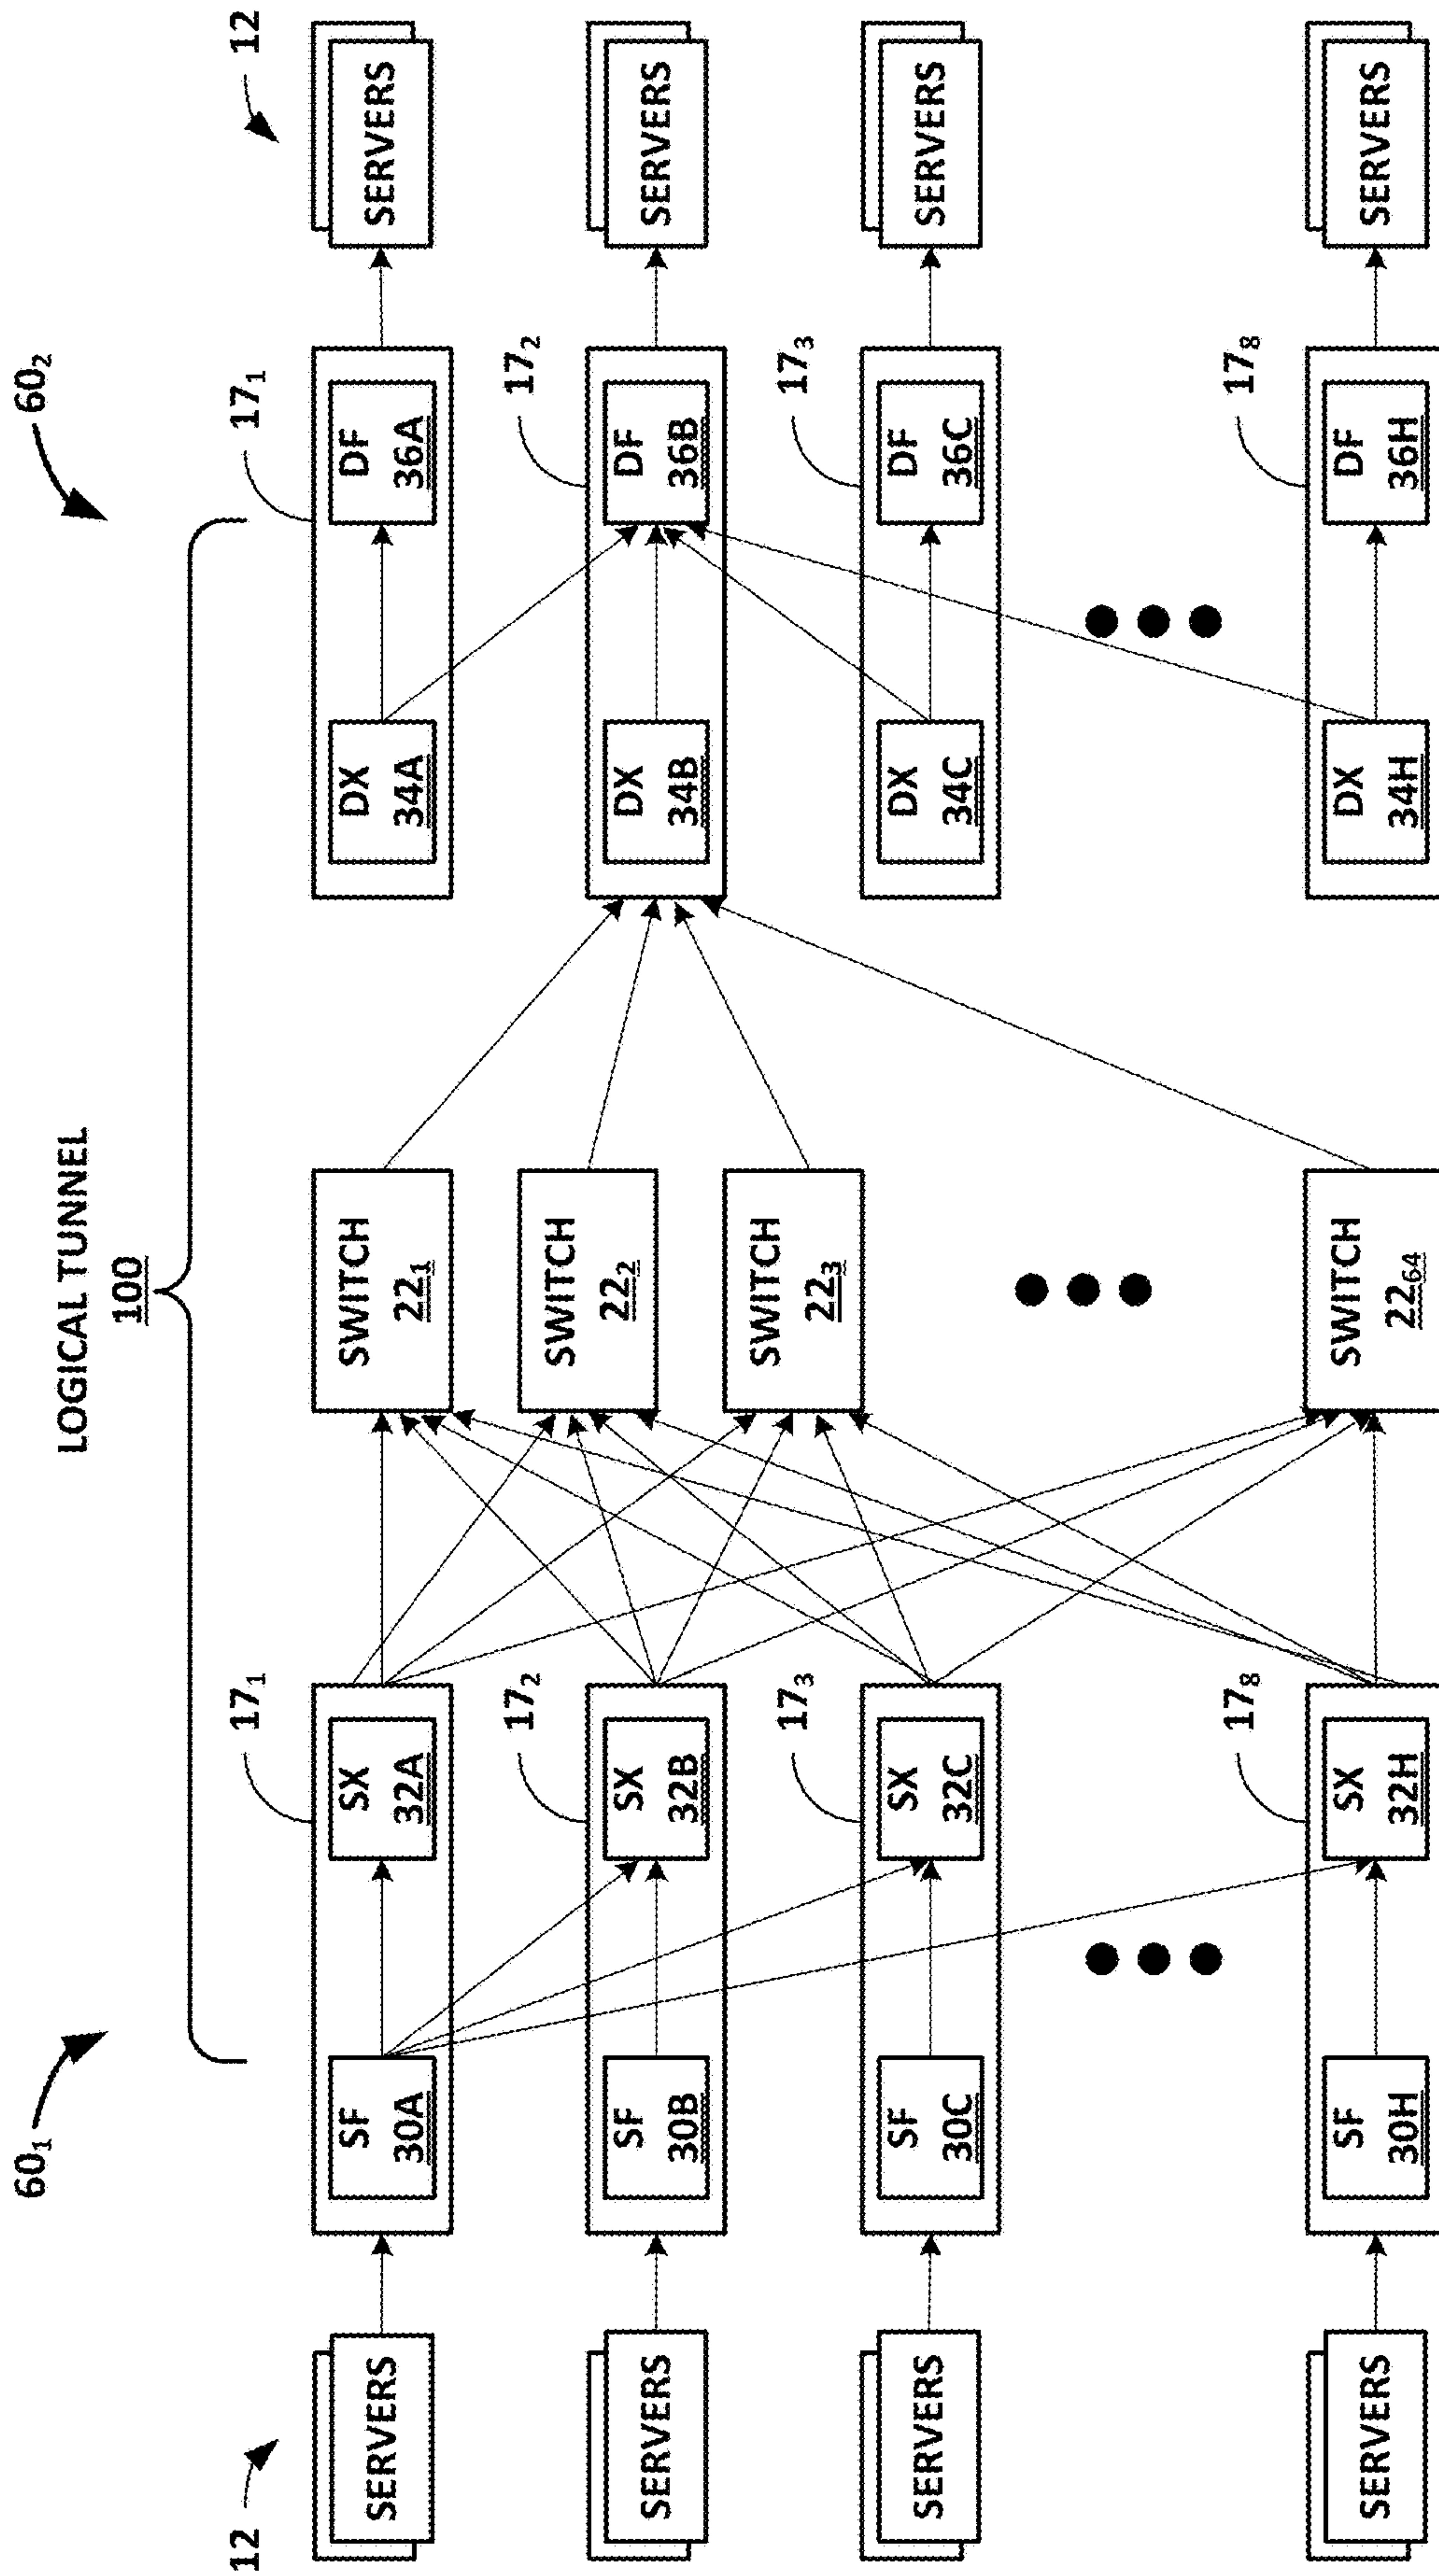 LOGICAL TUNNEL
100
60₁
60₂
12
12
SERVERS
17₁
SF
30A
SX
32A
SWITCH
22₁
17₁
DX
34A
DF
36A
SERVERS
SERVERS
17₂
SF
30B
SX
32B
SWITCH
22₂
17₂
DX
34B
DF
36B
SERVERS
SERVERS
17₃
SF
30C
SX
32C
SWITCH
22₃
17₃
DX
34C
DF
36C
SERVERS
SERVERS
17₈
SF
30H
SX
32H
SWITCH
22₆₄
17₈
DX
34H
DF
36H
SERVERS